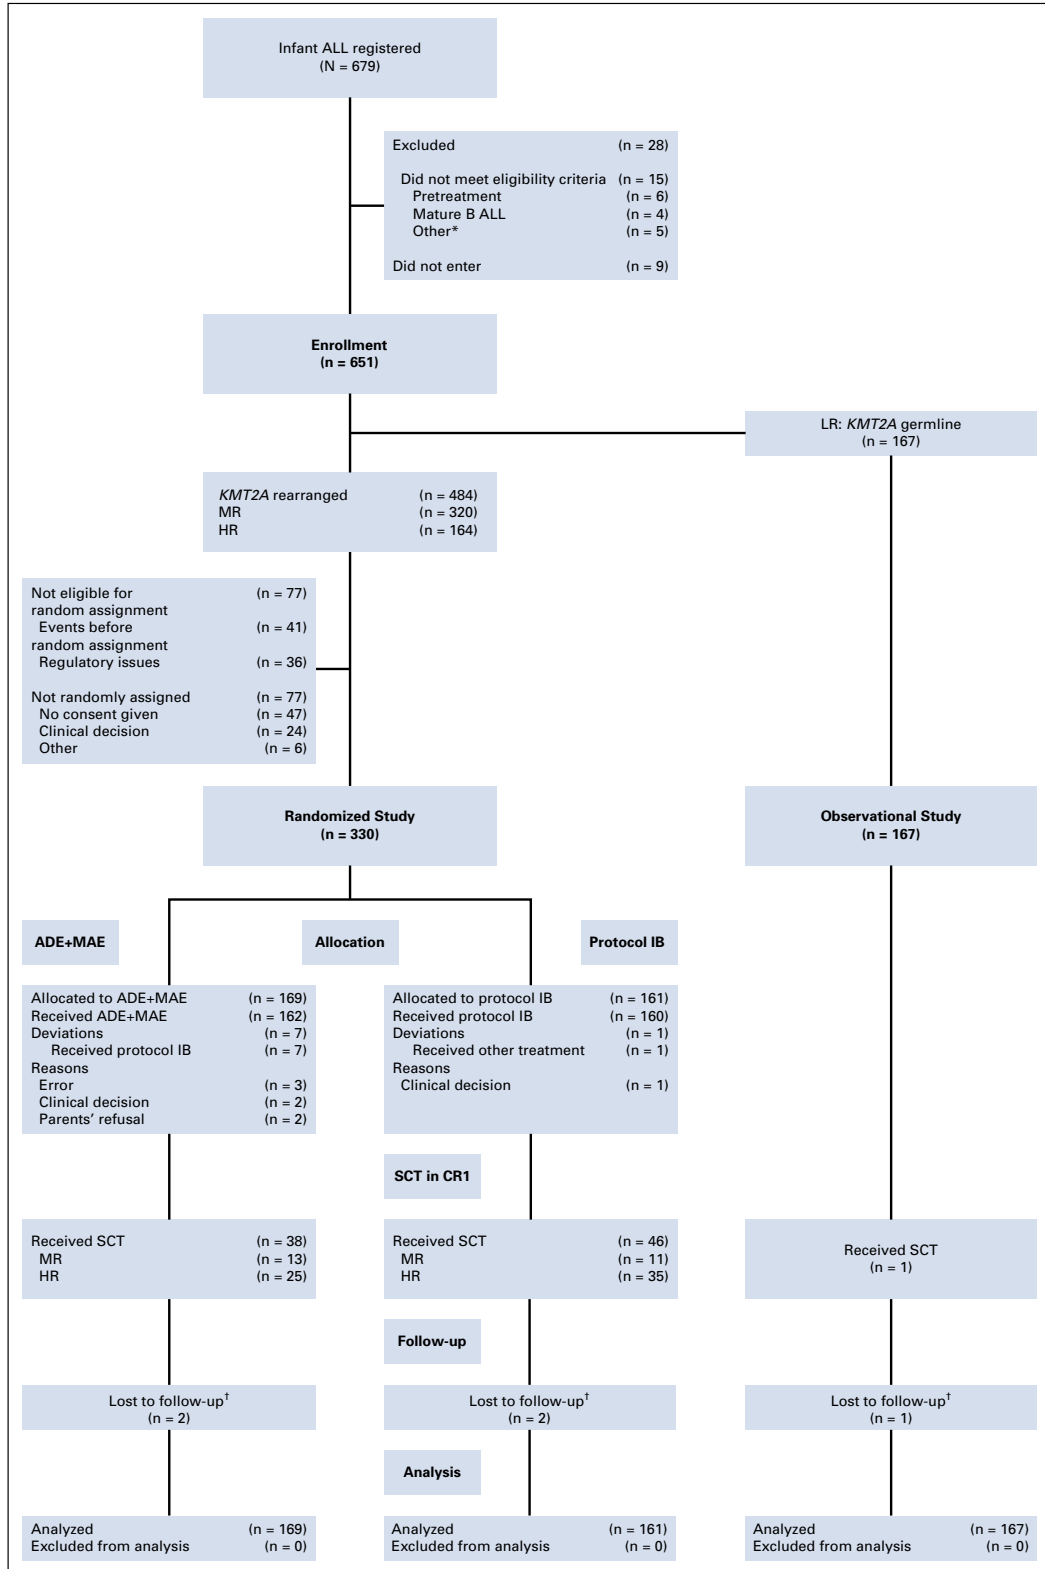 Infant ALL registered
(N = 679)
Excluded (n = 28)
Did not meet eligibility criteria (n = 15)
Pretreatment (n = 6)
Mature B ALL (n = 4)
Other* (n = 5)
Did not enter (n = 9)
Enrollment
(n = 651)
LR: KMT2A germline
(n = 167)
KMT2A rearranged (n = 484)
MR (n = 320)
HR (n = 164)
Not eligible for (n = 77)
random assignment
Events before (n = 41)
random assignment
Regulatory issues (n = 36)
Not randomly assigned (n = 77)
No consent given (n = 47)
Clinical decision (n = 24)
Other (n = 6)
Randomized Study
(n = 330)
Observational Study
(n = 167)
ADE+MAE
Allocation
Protocol IB
Allocated to ADE+MAE (n = 169)
Received ADE+MAE (n = 162)
Deviations (n = 7)
Received protocol IB (n = 7)
Reasons
Error (n = 3)
Clinical decision (n = 2)
Parents' refusal (n = 2)
Allocated to protocol IB (n = 161)
Received protocol IB (n = 160)
Deviations (n = 1)
Received other treatment (n = 1)
Reasons
Clinical decision (n = 1)
SCT in CR1
Received SCT (n = 38)
MR (n = 13)
HR (n = 25)
Received SCT (n = 46)
MR (n = 11)
HR (n = 35)
Received SCT
(n = 1)
Follow-up
Lost to follow-up†
(n = 2)
Lost to follow-up†
(n = 2)
Lost to follow-up†
(n = 1)
Analysis
Analyzed (n = 169)
Excluded from analysis (n = 0)
Analyzed (n = 161)
Excluded from analysis (n = 0)
Analyzed (n = 167)
Excluded from analysis (n = 0)